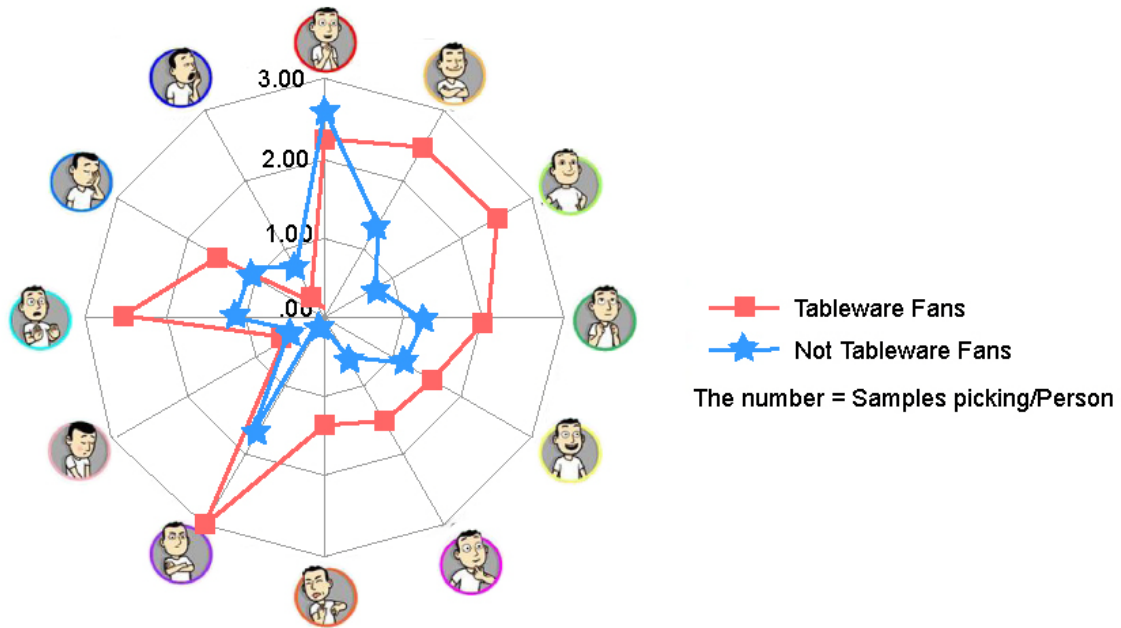 3.00
2.00
1.00
.00
Tableware Fans
Not Tableware Fans
The number = Samples picking/Person